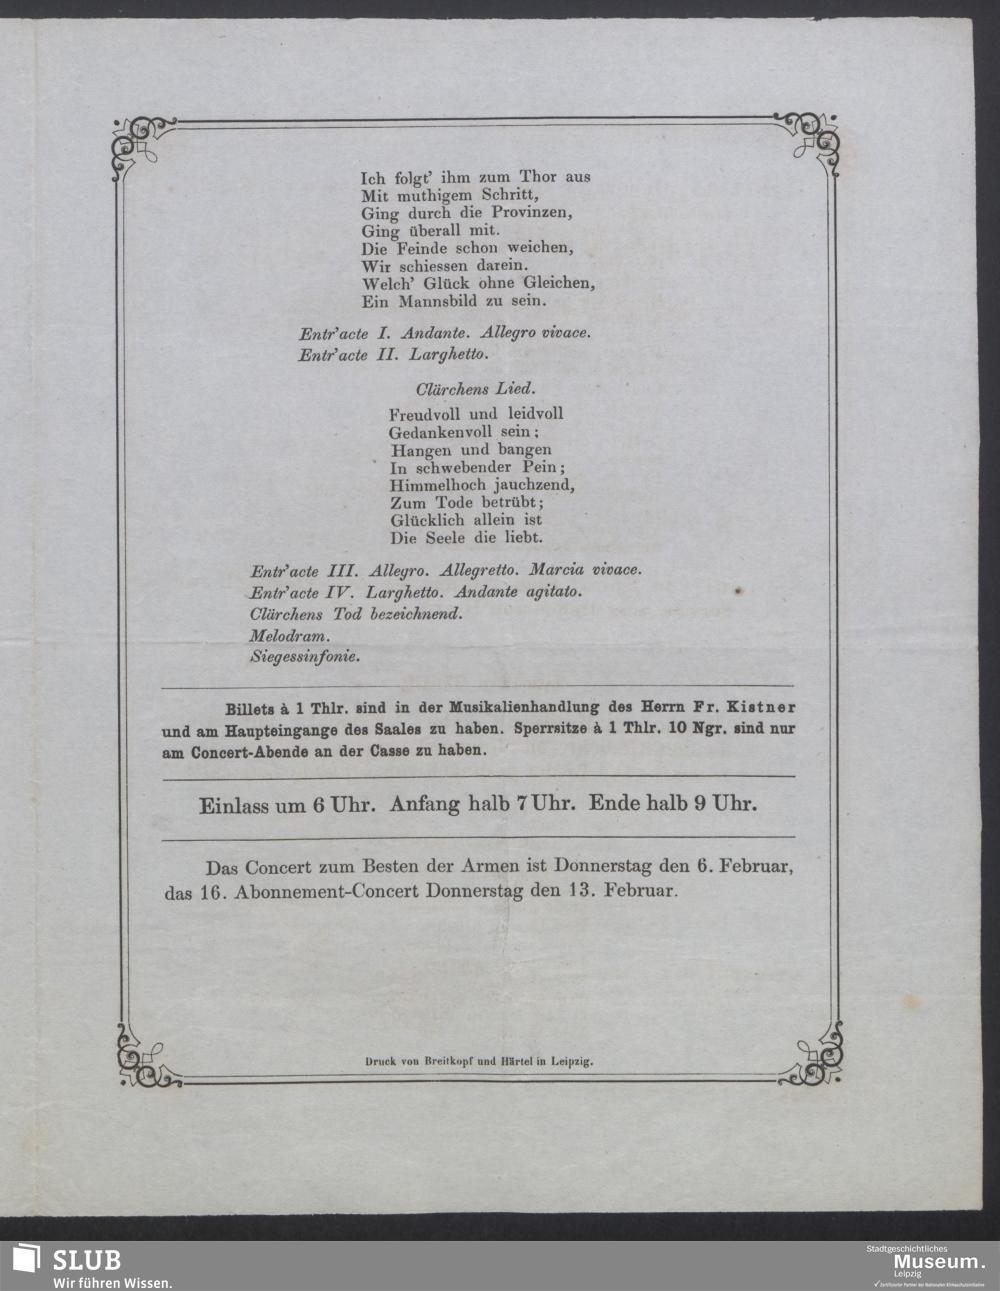 Ich folgt' ihm zum Thor aus
Mit muthigem Schritt,
Ging durch die Provinzen,
Ging überall mit.
Die Feinde schon weichen,
Wir schiessen darein.
Welch' Glück ohne Gleichen,
Ein Mannsbild zu sein.
Entr'acte I. Andante. Allegro vivace.
Entr'acte II. Larghetto.
Clärchens Lied.
Freudvoll und leidvoll
Gedankenvoll sein;
Hangen und bangen
In schwebender Pein;
Himmelhoch jauchzend,
Zum Tode betrübt;
Glücklich allein ist
Die Seele die liebt.
Entr'acte III. Allegro. Allegretto. Marcia vivace.
Entr'acte IV. Larghetto. Andante agitato.
Clärchens Tod bezeichnend.
Melodram.
Siegessinfonie.
Billets à 1 Thlr. sind in der Musikalienhandlung des Herrn Fr. Kistner
und am Haupteingange des Saales zu haben. Sperrsitze à 1 Thlr. 10 Ngr. sind nur
am Concert-Abende an der Casse zu haben.
Einlass um 6 Uhr. Anfang halb 7 Uhr. Ende halb 9 Uhr.
Das Concert zum Besten der Armen ist Donnerstag den 6. Februar,
das 16. Abonnement-Concert Donnerstag den 13. Februar.
Druck von Breitkopf und Härtel in Leipzig.
SLUB
Wir führen Wissen.
Stadtgeschichtliches
Museum.
Leipzig
Zertifizierter Partner der Nationalen Klimaschutzinitiative